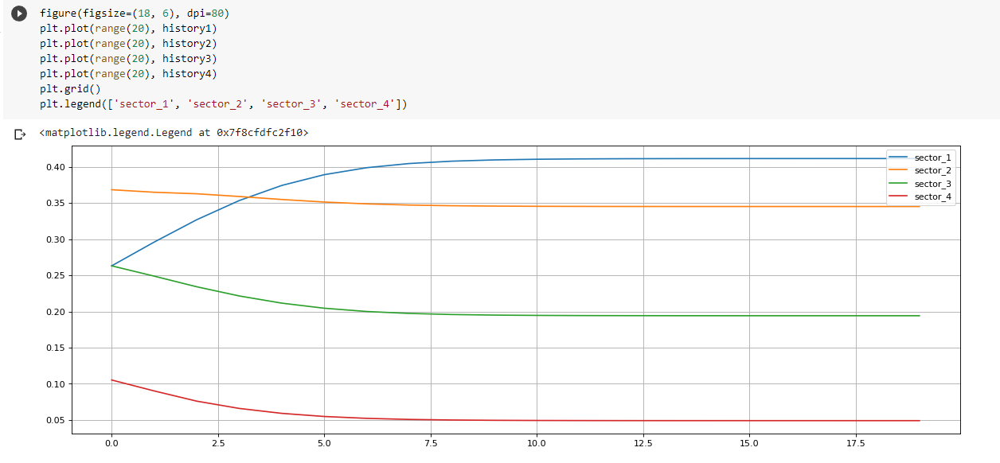 figure(figsize=(18, 6), dpi=80)
plt.plot(range(20), history1)
plt.plot(range(20), history2)
plt.plot(range(20), history3)
plt.plot(range(20), history4)
plt.grid()
plt.legend(['sector_1', 'sector_2', 'sector_3', 'sector_4'])
<matplotlib.legend.Legend at 0x7f8cfdfc2f10>
sector_1
sector_2
sector_3
sector_4
0.40
0.35
0.30
0.25
0.20
0.15
0.10
0.05
0.0 2.5 5.0 7.5 10.0 12.5 15.0 17.5